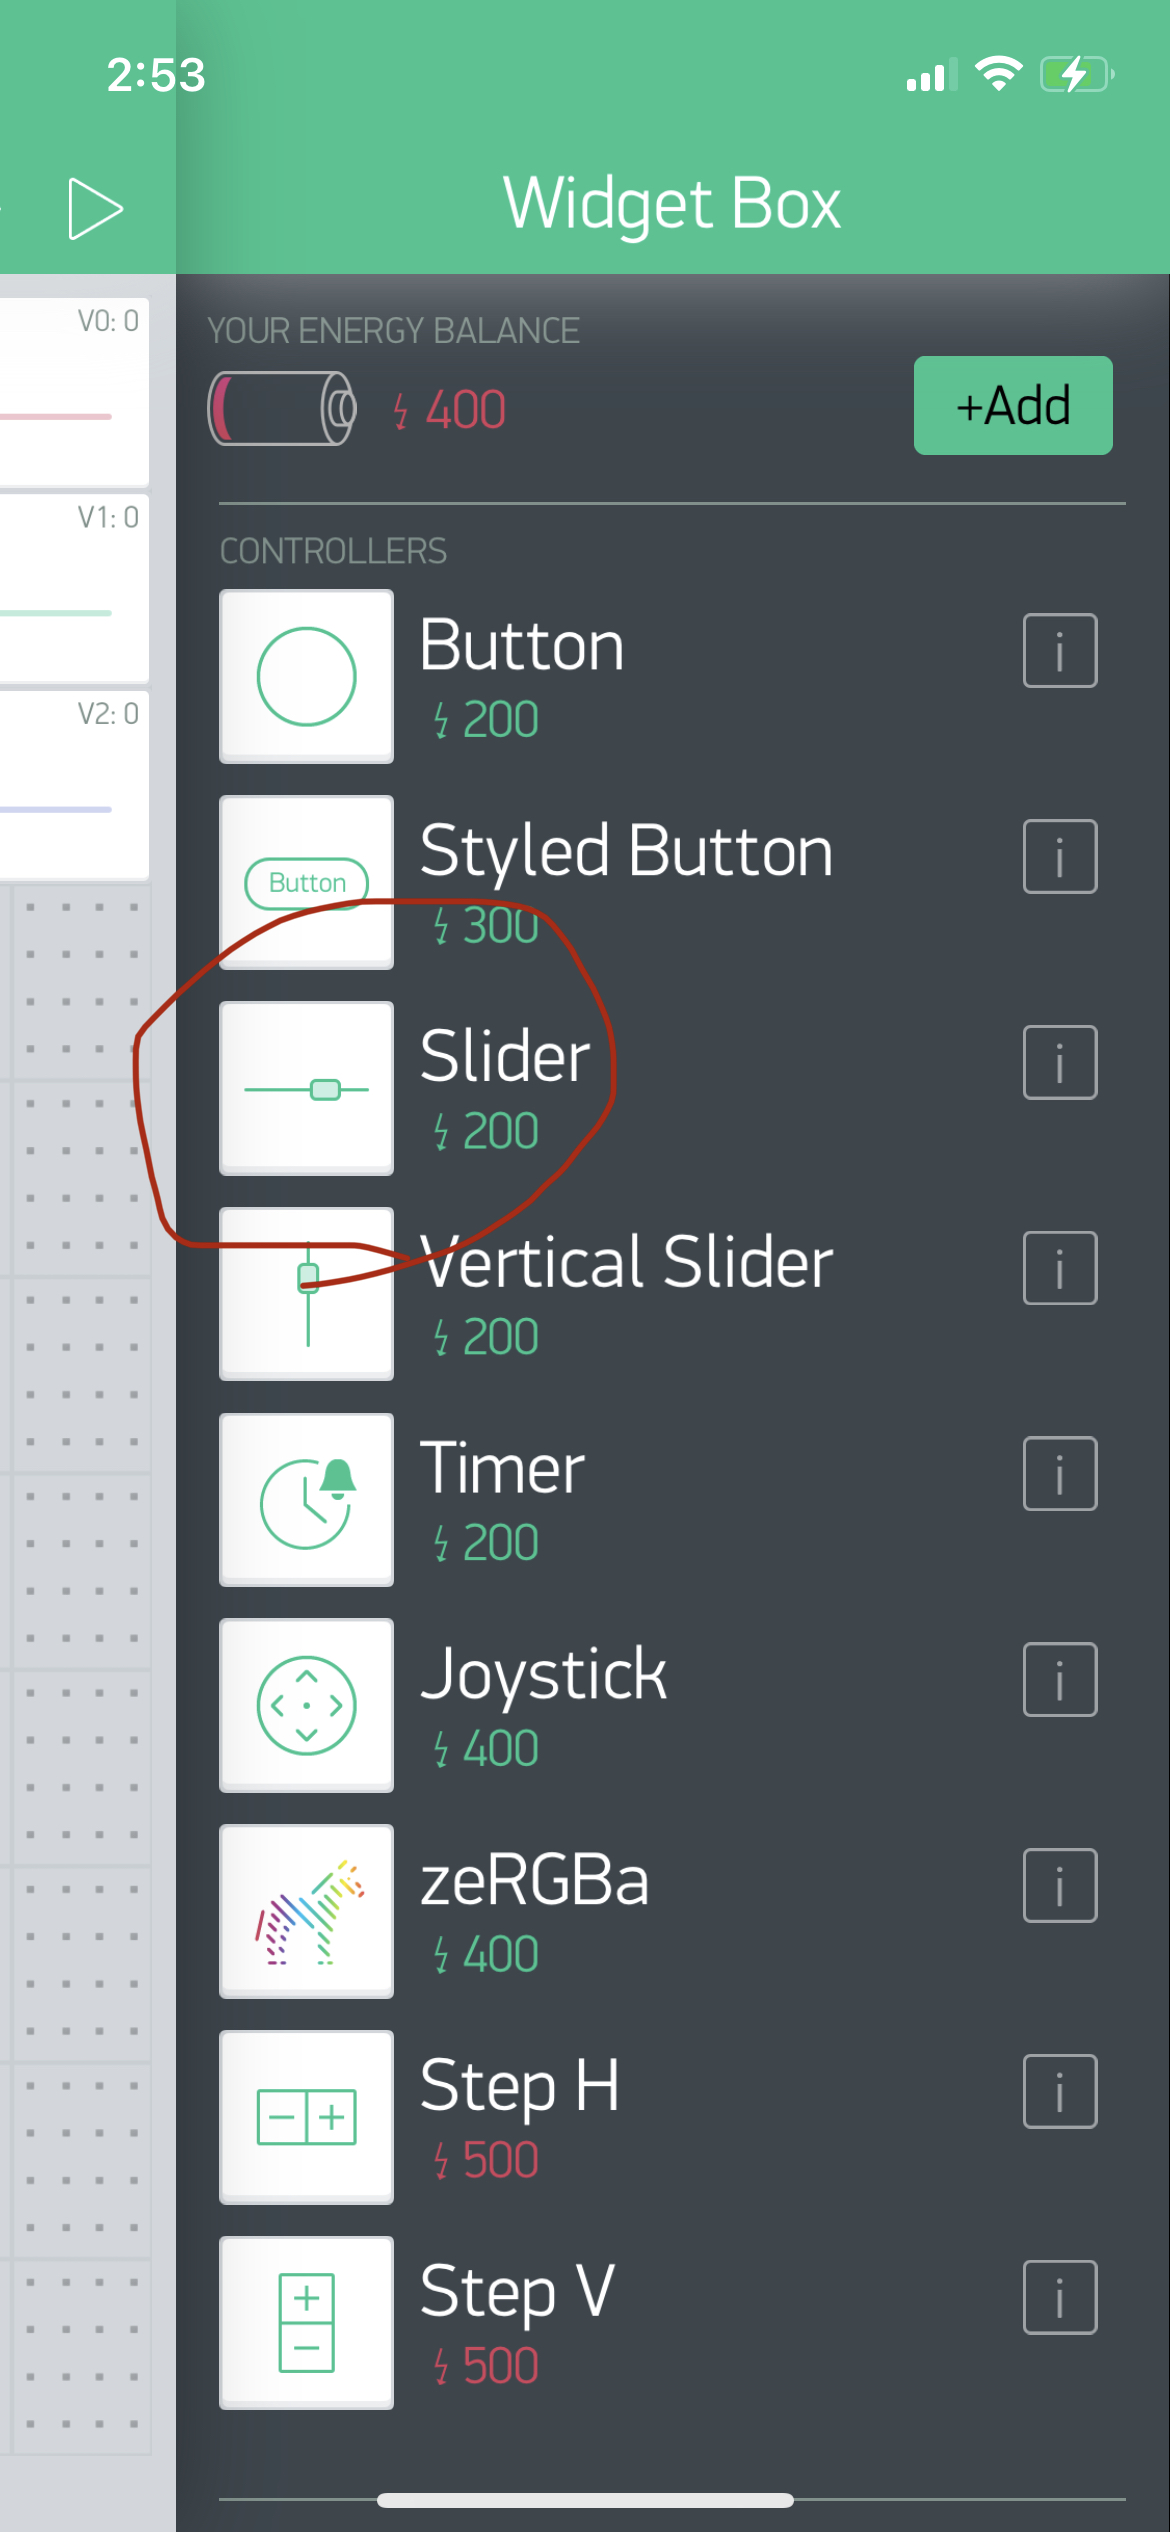 2:53
Widget Box
V0: 0
YOUR ENERGY BALANCE
400
+Add
V1: 0
CONTROLLERS
Button
200
V2: 0
Styled Button
Button
300
Slider
200
Vertical Slider
200
Timer
200
Joystick
400
zeRGBa
400
Step H
500
Step V
500